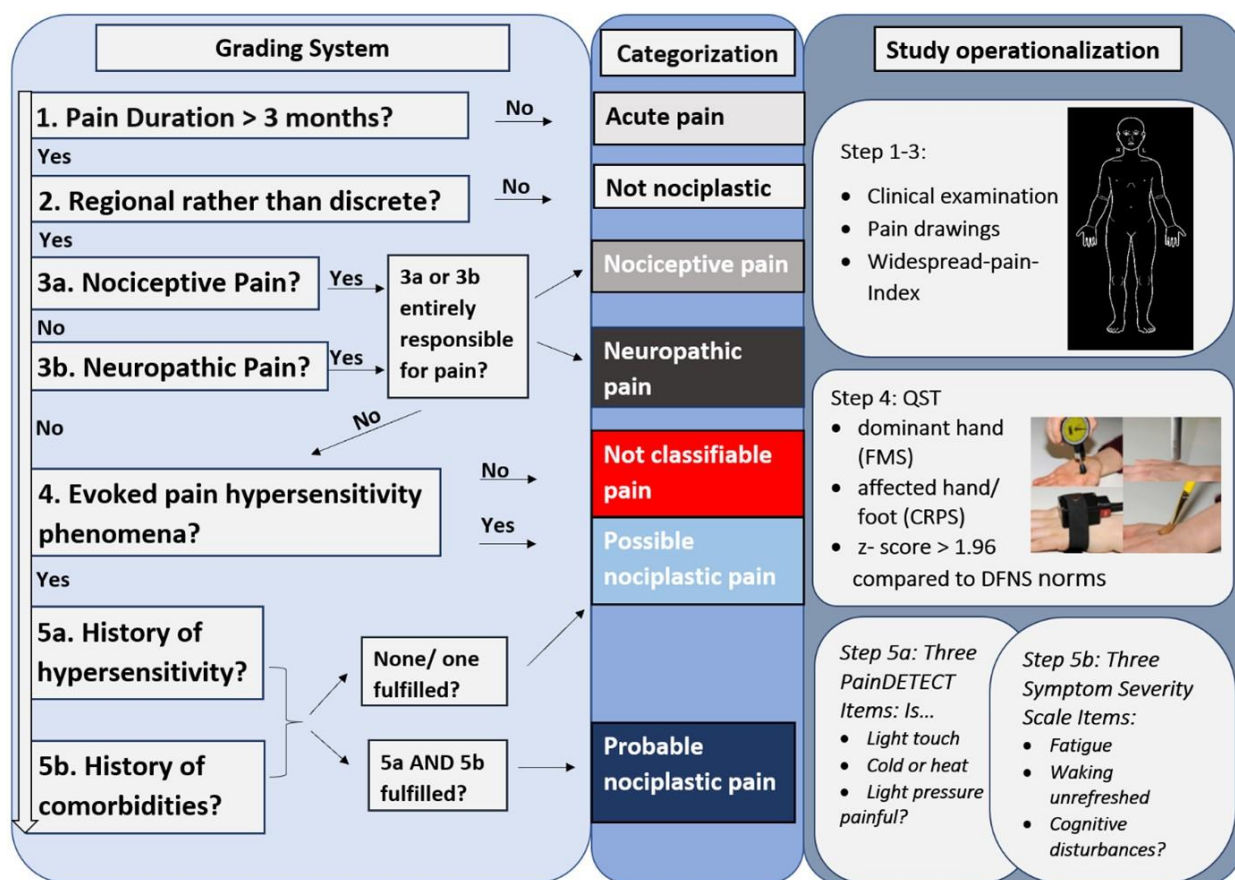 Grading System
1. Pain Duration > 3 months?
No
Yes
2. Regional rather than discrete?
No
Yes
3a. Nociceptive Pain?
Yes
No
3b. Neuropathic Pain?
Yes
3a or 3b
entirely
responsible
for pain?
No
No
4. Evoked pain hypersensitivity
phenomena?
No
Yes
Yes
5a. History of
hypersensitivity?
5b. History of
comorbidities?
None/ one
fulfilled?
5a AND 5b
fulfilled?
Categorization
Acute pain
Not nociplastic
Nociceptive pain
Neuropathic
pain
Not classifiable
pain
Possible
nociplastic pain
Probable
nociplastic pain
Study operationalization
Step 1-3:
• Clinical examination
• Pain drawings
• Widespread-pain-
Index
Step 4: QST
• dominant hand
(FMS)
• affected hand/
foot (CRPS)
• z- score > 1.96
compared to DFNS norms
Step 5a: Three
PainDETECT
Items: Is...
• Light touch
• Cold or heat
• Light pressure
painful?
Step 5b: Three
Symptom Severity
Scale Items:
• Fatigue
• Waking
unrefreshed
• Cognitive
disturbances?